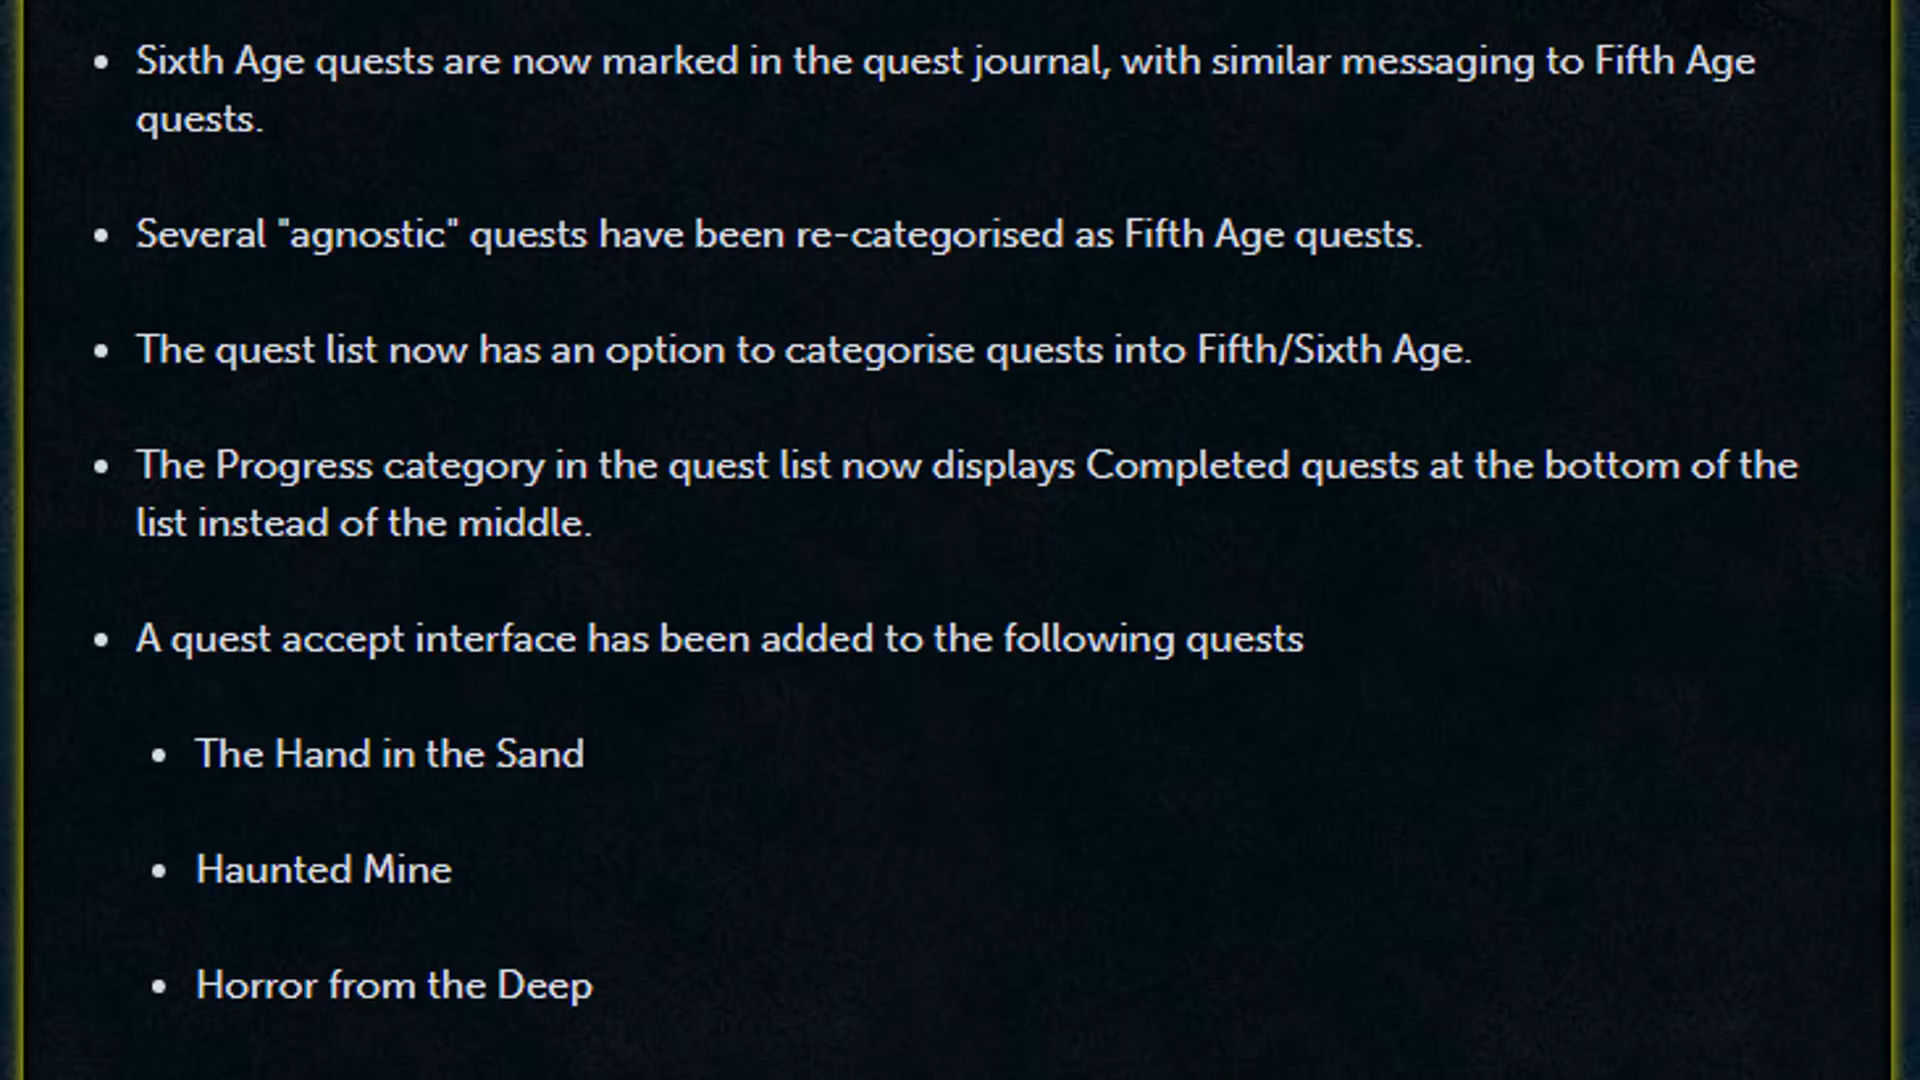 • Sixth Age quests are now marked in the quest journal, with similar messaging to Fifth Age
quests.
• Several "agnostic" quests have been re-categorised as Fifth Age quests.
• The quest list now has an option to categorise quests into Fifth/Sixth Age.
• The Progress category in the quest list now displays Completed quests at the bottom of the
list instead of the middle.
• A quest accept interface has been added to the following quests
• The Hand in the Sand
• Haunted Mine
• Horror from the Deep